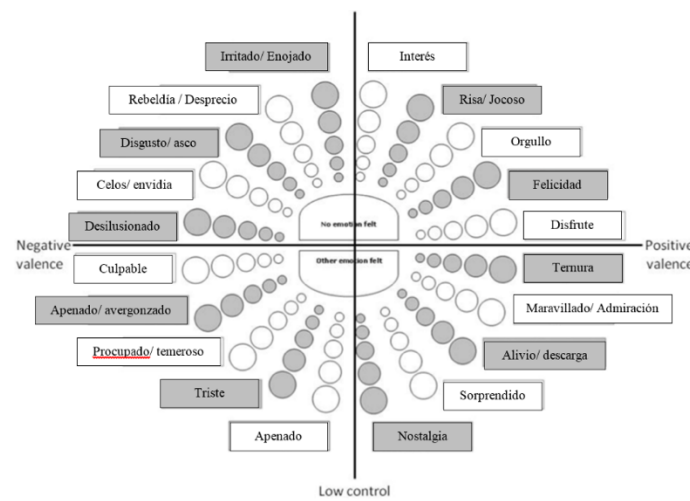 Irritado/ Enojado
Interés
Rebeldía / Desprecio
Risa/ Jocoso
Disgusto/ asco
Orgullo
Celos/ envidia
Felicidad
Desilusionado
No emotion felt
Disfrute
Negative
valence
Positive
valence
Culpable
Other emotion felt
Ternura
Apenado/ avergonzado
Maravillado/ Admiración
Procupado/ temeroso
Alivio/ descarga
Triste
Sorprendido
Apenado
Nostalgia
Low control